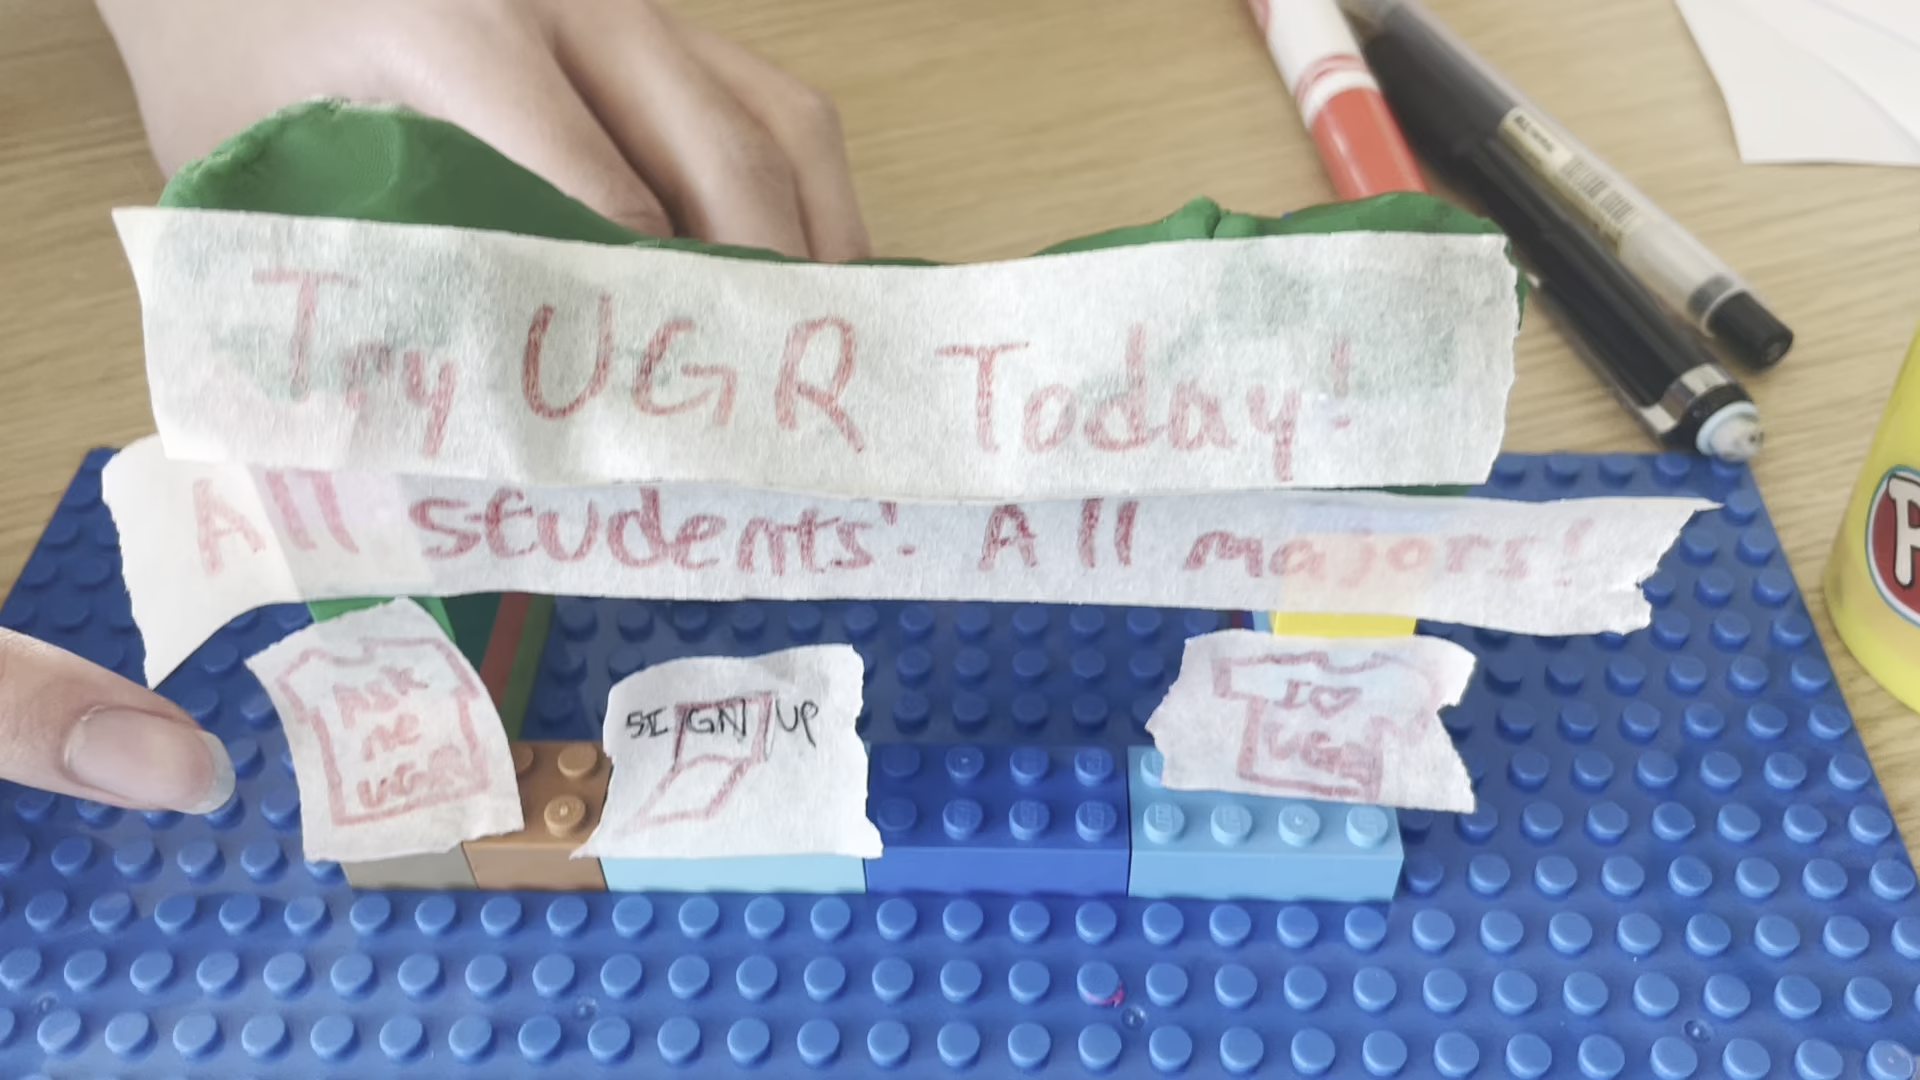 Try UGR Today!
All students! All majors!
ASK
me
UGR
SIGN UP
I ♡
UGR
P